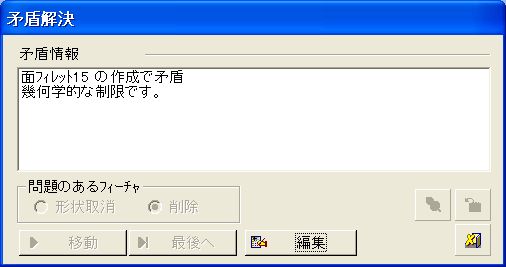 矛盾解決
矛盾情報
面フィレット15 の作成で矛盾
幾何学的な制限です。
問題のあるフィーチャ
形状取消
削除
移動
最後へ
編集